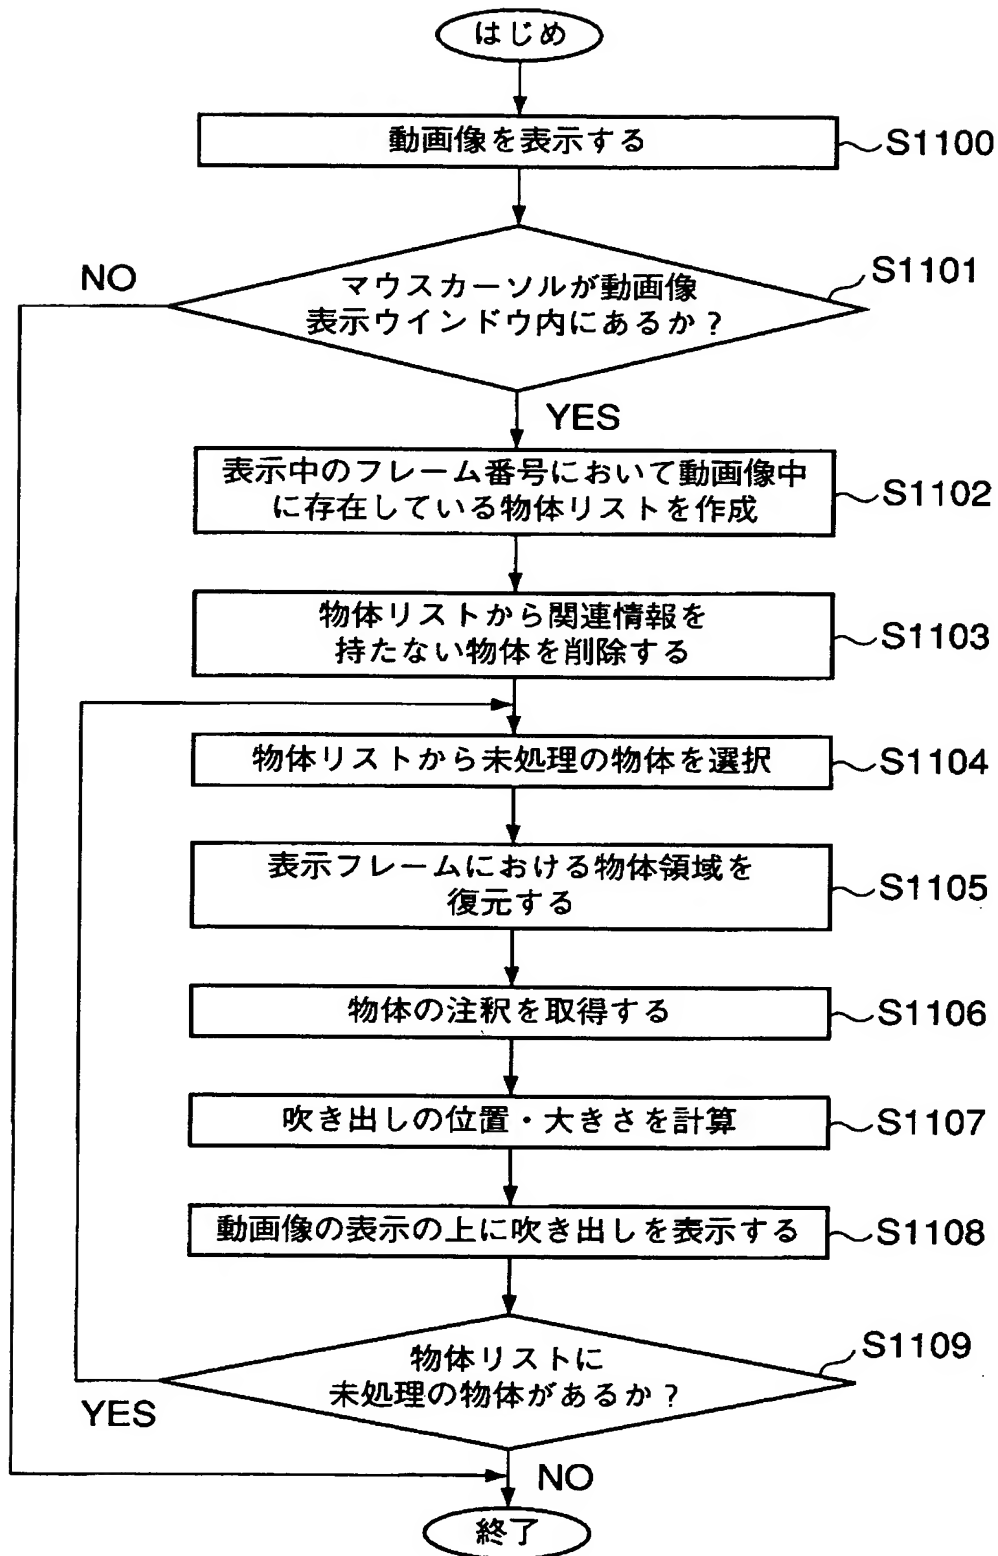 はじめ
動画像を表示する
S1100
マウスカーソルが動画像
表示ウインドウ内にあるか？
S1101
NO
YES
表示中のフレーム番号において動画像中
に存在している物体リストを作成
S1102
物体リストから関連情報を
持たない物体を削除する
S1103
物体リストから未処理の物体を選択
S1104
表示フレームにおける物体領域を
復元する
S1105
物体の注釈を取得する
S1106
吹き出しの位置・大きさを計算
S1107
動画像の表示の上に吹き出しを表示する
S1108
物体リストに
未処理の物体があるか？
S1109
YES
NO
終了